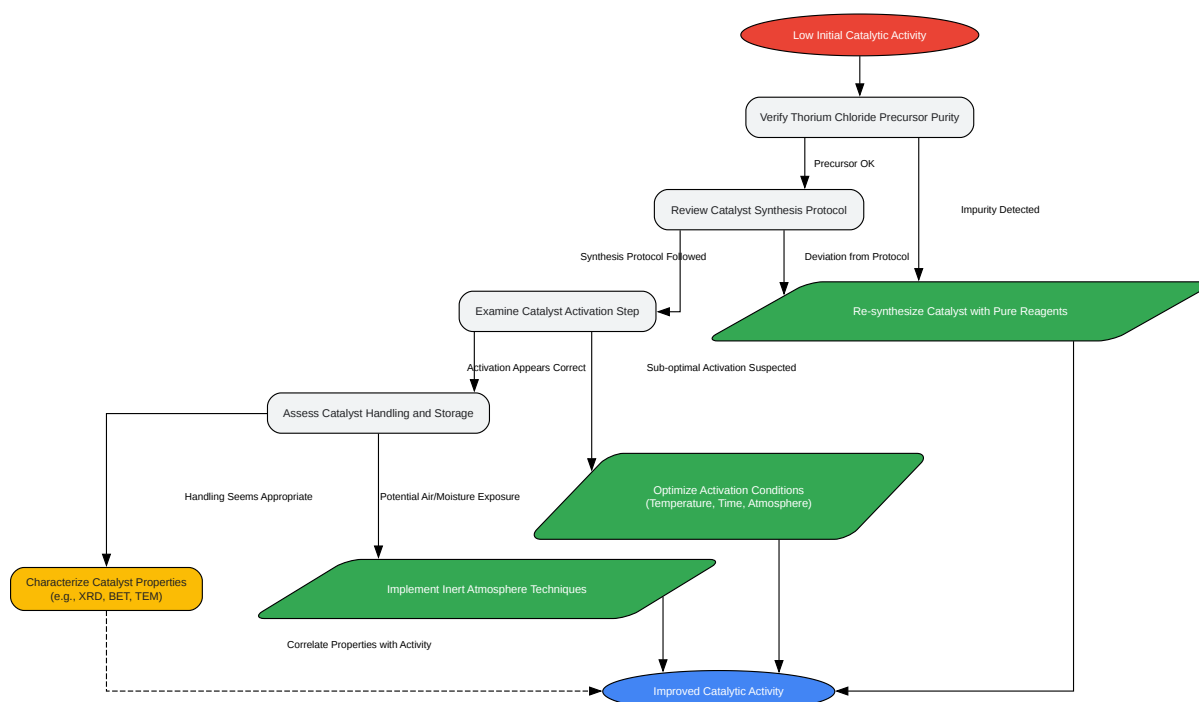 Low Initial Catalytic Activity
Verify Thorium Chloride Precursor Purity
Precursor OK
Review Catalyst Synthesis Protocol
Impurity Detected
Synthesis Protocol Followed
Deviation from Protocol
Examine Catalyst Activation Step
Re-synthesize Catalyst with Pure Reagents
Activation Appears Correct
Sub-optimal Activation Suspected
Assess Catalyst Handling and Storage
Handling Seems Appropriate
Potential Air/Moisture Exposure
Optimize Activation Conditions
(Temperature, Time, Atmosphere)
Characterize Catalyst Properties
(e.g., XRD, BET, TEM)
Implement Inert Atmosphere Techniques
Correlate Properties with Activity
Improved Catalytic Activity